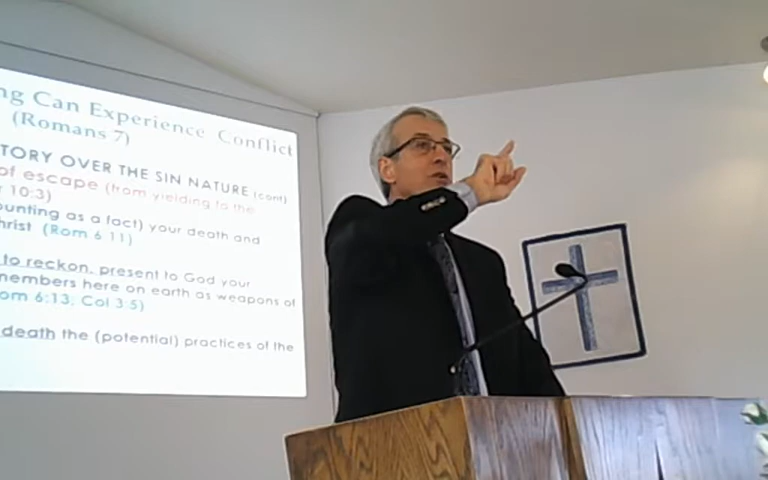 ng Can Experience Conflict
(Romans 7)
TORY OVER THE SIN NATURE (cont)
of escape (from yielding to the
10:3)
ounting as a fact) your death and
hrist (Rom 6:11)
to reckon, present to God your
members here on earth as weapons of
om 6:13; Col 3:5)
death the (potential) practices of the